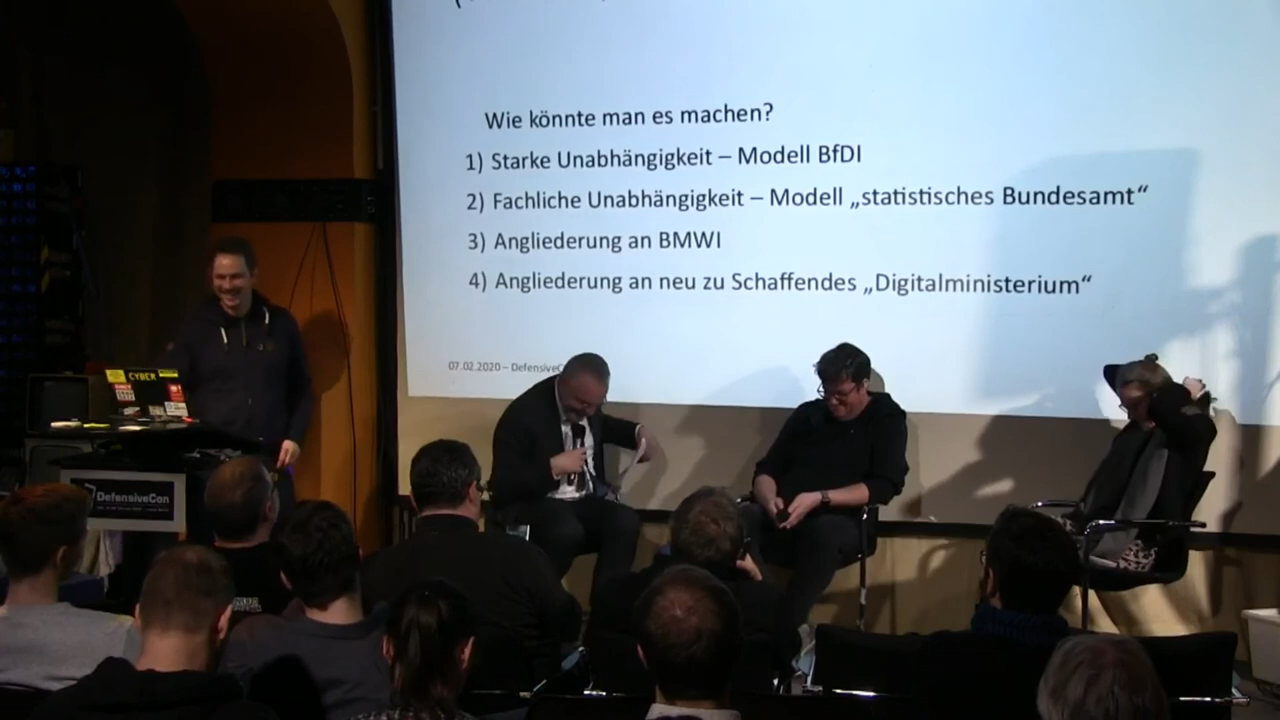 Wie könnte man es machen?
1) Starke Unabhängigkeit – Modell BfDI
2) Fachliche Unabhängigkeit – Modell „statistisches Bundesamt“
3) Angliederung an BMWI
4) Angliederung an neu zu Schaffendes „Digitalministerium“
07.02.2020 – DefensiveC
CYBER
DefensiveCon